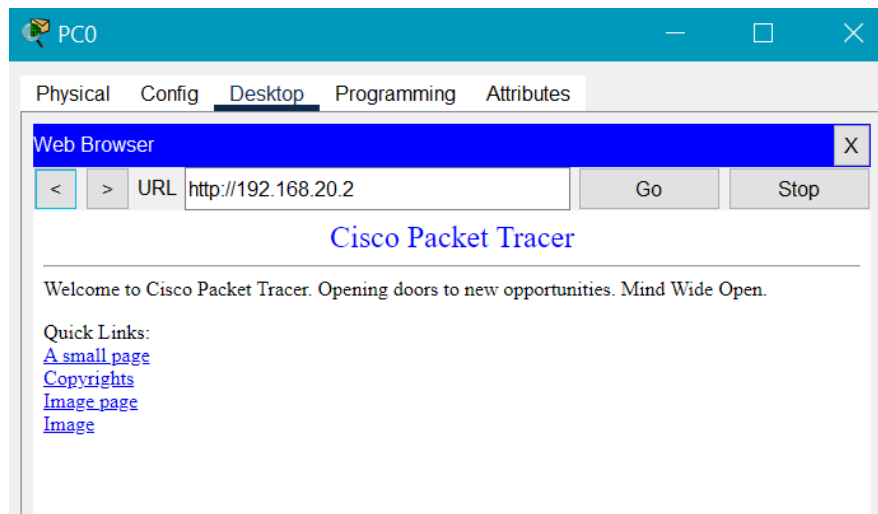 PC0
Physical Config Desktop Programming Attributes
Web Browser X
< > URL http://192.168.20.2 Go Stop
Cisco Packet Tracer
Welcome to Cisco Packet Tracer. Opening doors to new opportunities. Mind Wide Open.
Quick Links:
A small page
Copyrights
Image page
Image